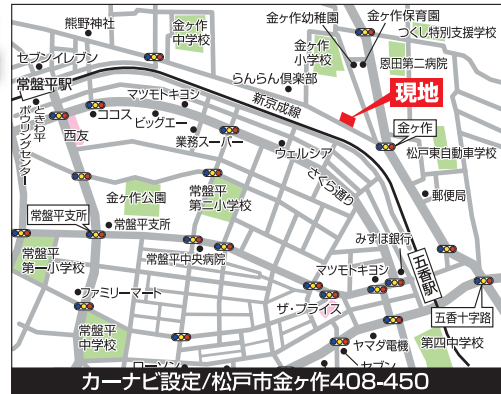 熊野神社
金ヶ作
中学校
金ヶ作幼稚園
金ヶ作保育園
つくし特別支援学校
セブンイレブン
金ヶ作
小学校
恩田第二病院
常盤平駅
らんらん倶楽部
新京成線
現地
マツモトキヨシ
ときわ平
ボウリングセンター
ココス
ビッグエー
西友
業務スーパー
金ヶ作
ウェルシア
松戸東自動車学校
さくら通り
金ヶ作公園
常盤平
第二小学校
郵便局
常盤平支所
常盤平支所
みずほ銀行
五香駅
常盤平
第一小学校
常盤平中央病院
マツモトキヨシ
ファミリーマート
ザ・プライス
五香十字路
常盤平
中学校
ヤマダ電機
第四中学校
ローソン
セブン
カーナビ設定/松戸市金ヶ作408-450